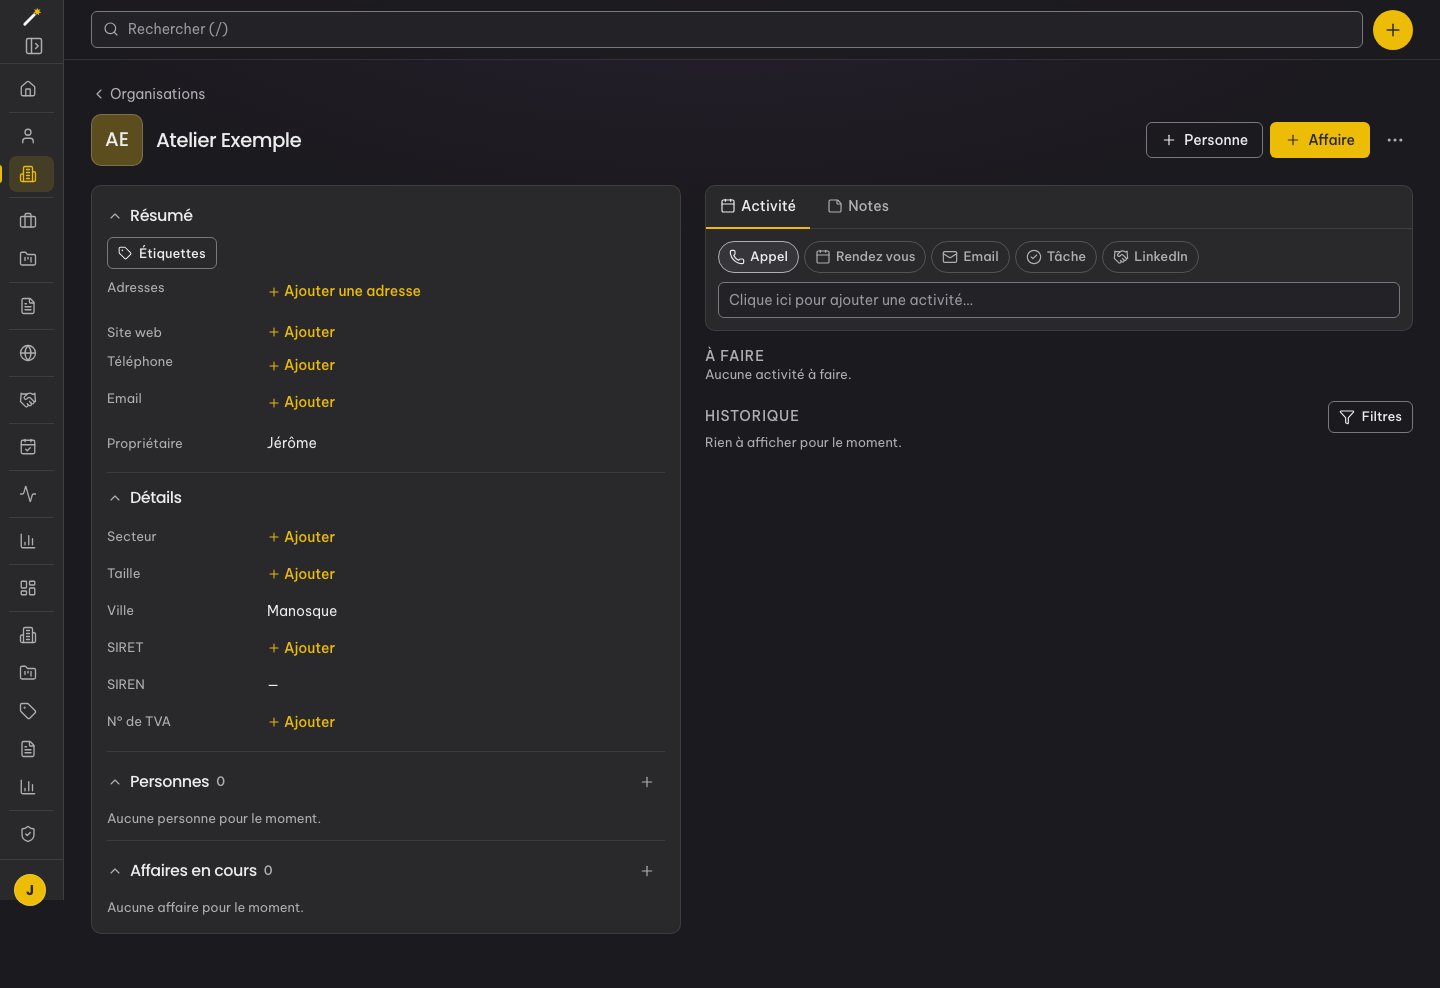 Rechercher (/)
Organisations
AE
Atelier Exemple
Personne
Affaire
Résumé
Étiquettes
Adresses
Ajouter une adresse
Site web
Ajouter
Téléphone
Ajouter
Email
Ajouter
Propriétaire
Jérôme
Détails
Secteur
Ajouter
Taille
Ajouter
Ville
Manosque
SIRET
Ajouter
SIREN
—
N° de TVA
Ajouter
Personnes 0
Aucune personne pour le moment.
Affaires en cours 0
Aucune affaire pour le moment.
Activité
Notes
Appel
Rendez vous
Email
Tâche
LinkedIn
Clique ici pour ajouter une activité...
À FAIRE
Aucune activité à faire.
HISTORIQUE
Filtres
Rien à afficher pour le moment.
J